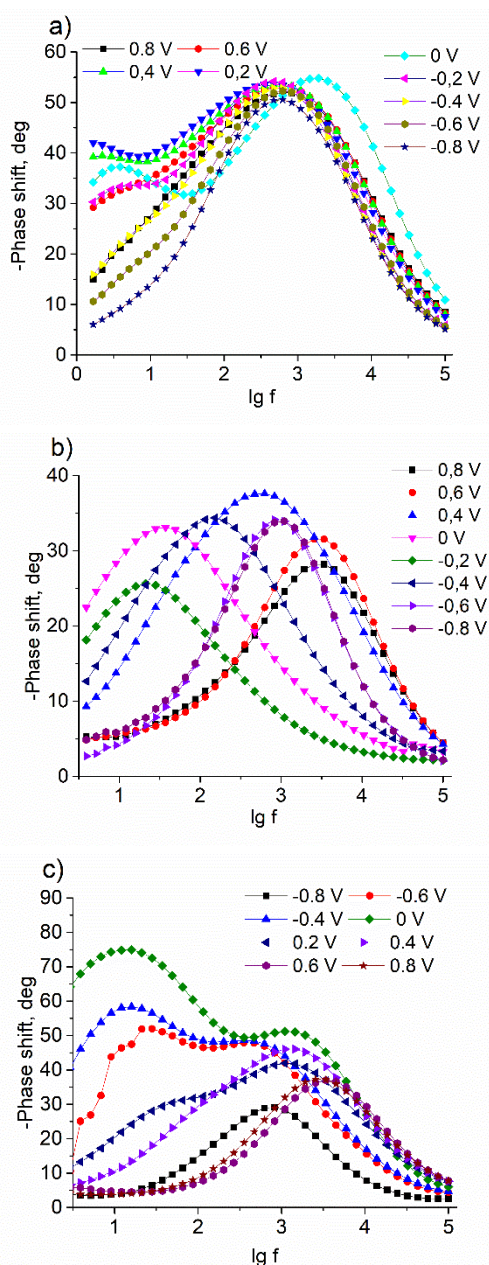 a)
0.8 V 0.6 V
0,4 V 0,2 V
0 V
-0,2 V
-0.4 V
-0.6 V
-0.8 V
-Phase shift, deg
60
50
40
30
20
10
0
0 1 2 3 4 5
lg f
b)
0,8 V
0,6 V
0,4 V
0 V
-0,2 V
-0,4 V
-0,6 V
-0.8 V
-Phase shift, deg
40
30
20
10
0
1 2 3 4 5
lg f
c)
-0.8 V -0.6 V
-0.4 V 0 V
0.2 V 0.4 V
0.6 V 0.8 V
-Phase shift, deg
90
80
70
60
50
40
30
20
10
0
1 2 3 4 5
lg f